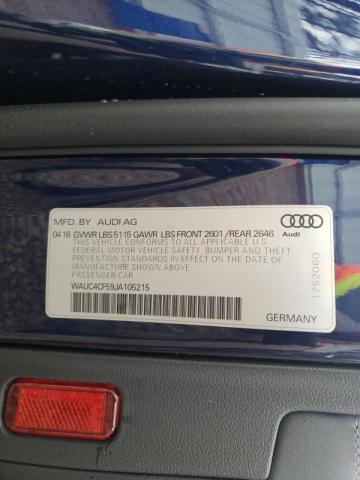 MFD. BY AUDI AG
04 18 GVWR LBS 5115 GAWR LBS FRONT 2601 / REAR 2646
THIS VEHICLE CONFORMS TO ALL APPLICABLE U.S.
FEDERAL MOTOR VEHICLE SAFETY, BUMPER AND THEFT
PREVENTION STANDARDS IN EFFECT ON THE DATE OF
MANUFACTURE SHOWN ABOVE.
PASSENGER CAR
WAUC4CF59JA105215
Audi
1752060
GERMANY